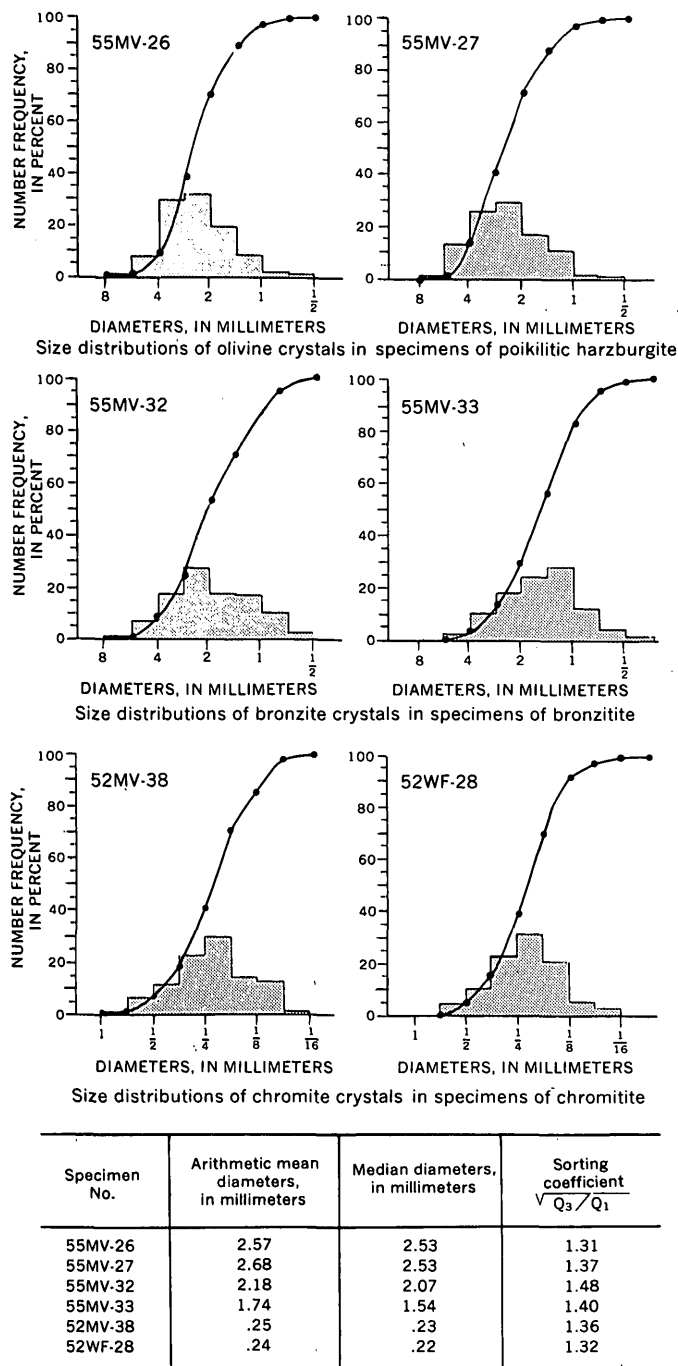 55MV-26
NUMBER FREQUENCY,
IN PERCENT
100
80
60
40
20
0
8
4
2
1
1/2
DIAMETERS, IN MILLIMETERS
55MV-27
100
80
60
40
20
0
8
4
2
1
1/2
DIAMETERS, IN MILLIMETERS
Size distributions of olivine crystals in specimens of poikilitic harzburgite
55MV-32
NUMBER FREQUENCY,
IN PERCENT
100
80
60
40
20
0
8
4
2
1
1/2
DIAMETERS, IN MILLIMETERS
55MV-33
100
80
60
40
20
0
8
4
2
1
1/2
DIAMETERS, IN MILLIMETERS
Size distributions of bronzite crystals in specimens of bronzitite
52MV-38
NUMBER FREQUENCY,
IN PERCENT
100
80
60
40
20
0
1
1/2
1/4
1/8
1/16
DIAMETERS, IN MILLIMETERS
52WF-28
100
80
60
40
20
0
1
1/2
1/4
1/8
1/16
DIAMETERS, IN MILLIMETERS
Size distributions of chromite crystals in specimens of chromitite
Specimen
No.
Arithmetic mean
diameters,
in millimeters
Median diameters,
in millimeters
Sorting
coefficient
√Q3/Q1
55MV-26 2.57 2.53 1.31
55MV-27 2.68 2.53 1.37
55MV-32 2.18 2.07 1.48
55MV-33 1.74 1.54 1.40
52MV-38 .25 .23 1.36
52WF-28 .24 .22 1.32